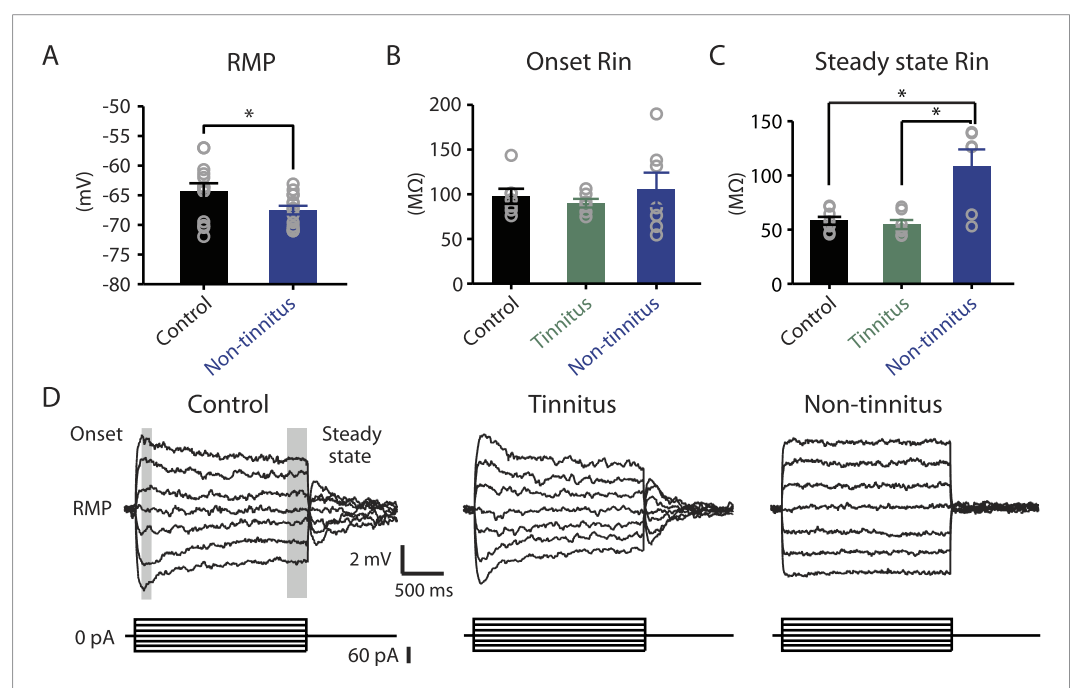 A
RMP
(mV)
-50
-55
-60
-65
-70
-75
-80
*
Control
Non-tinnitus
B
Onset Rin
(MΩ)
200
150
100
50
0
Control
Tinnitus
Non-tinnitus
C
Steady state Rin
(MΩ)
150
100
50
0
*
*
Control
Tinnitus
Non-tinnitus
D
Control
Tinnitus
Non-tinnitus
Onset
Steady
state
RMP
2 mV
500 ms
0 pA
60 pA